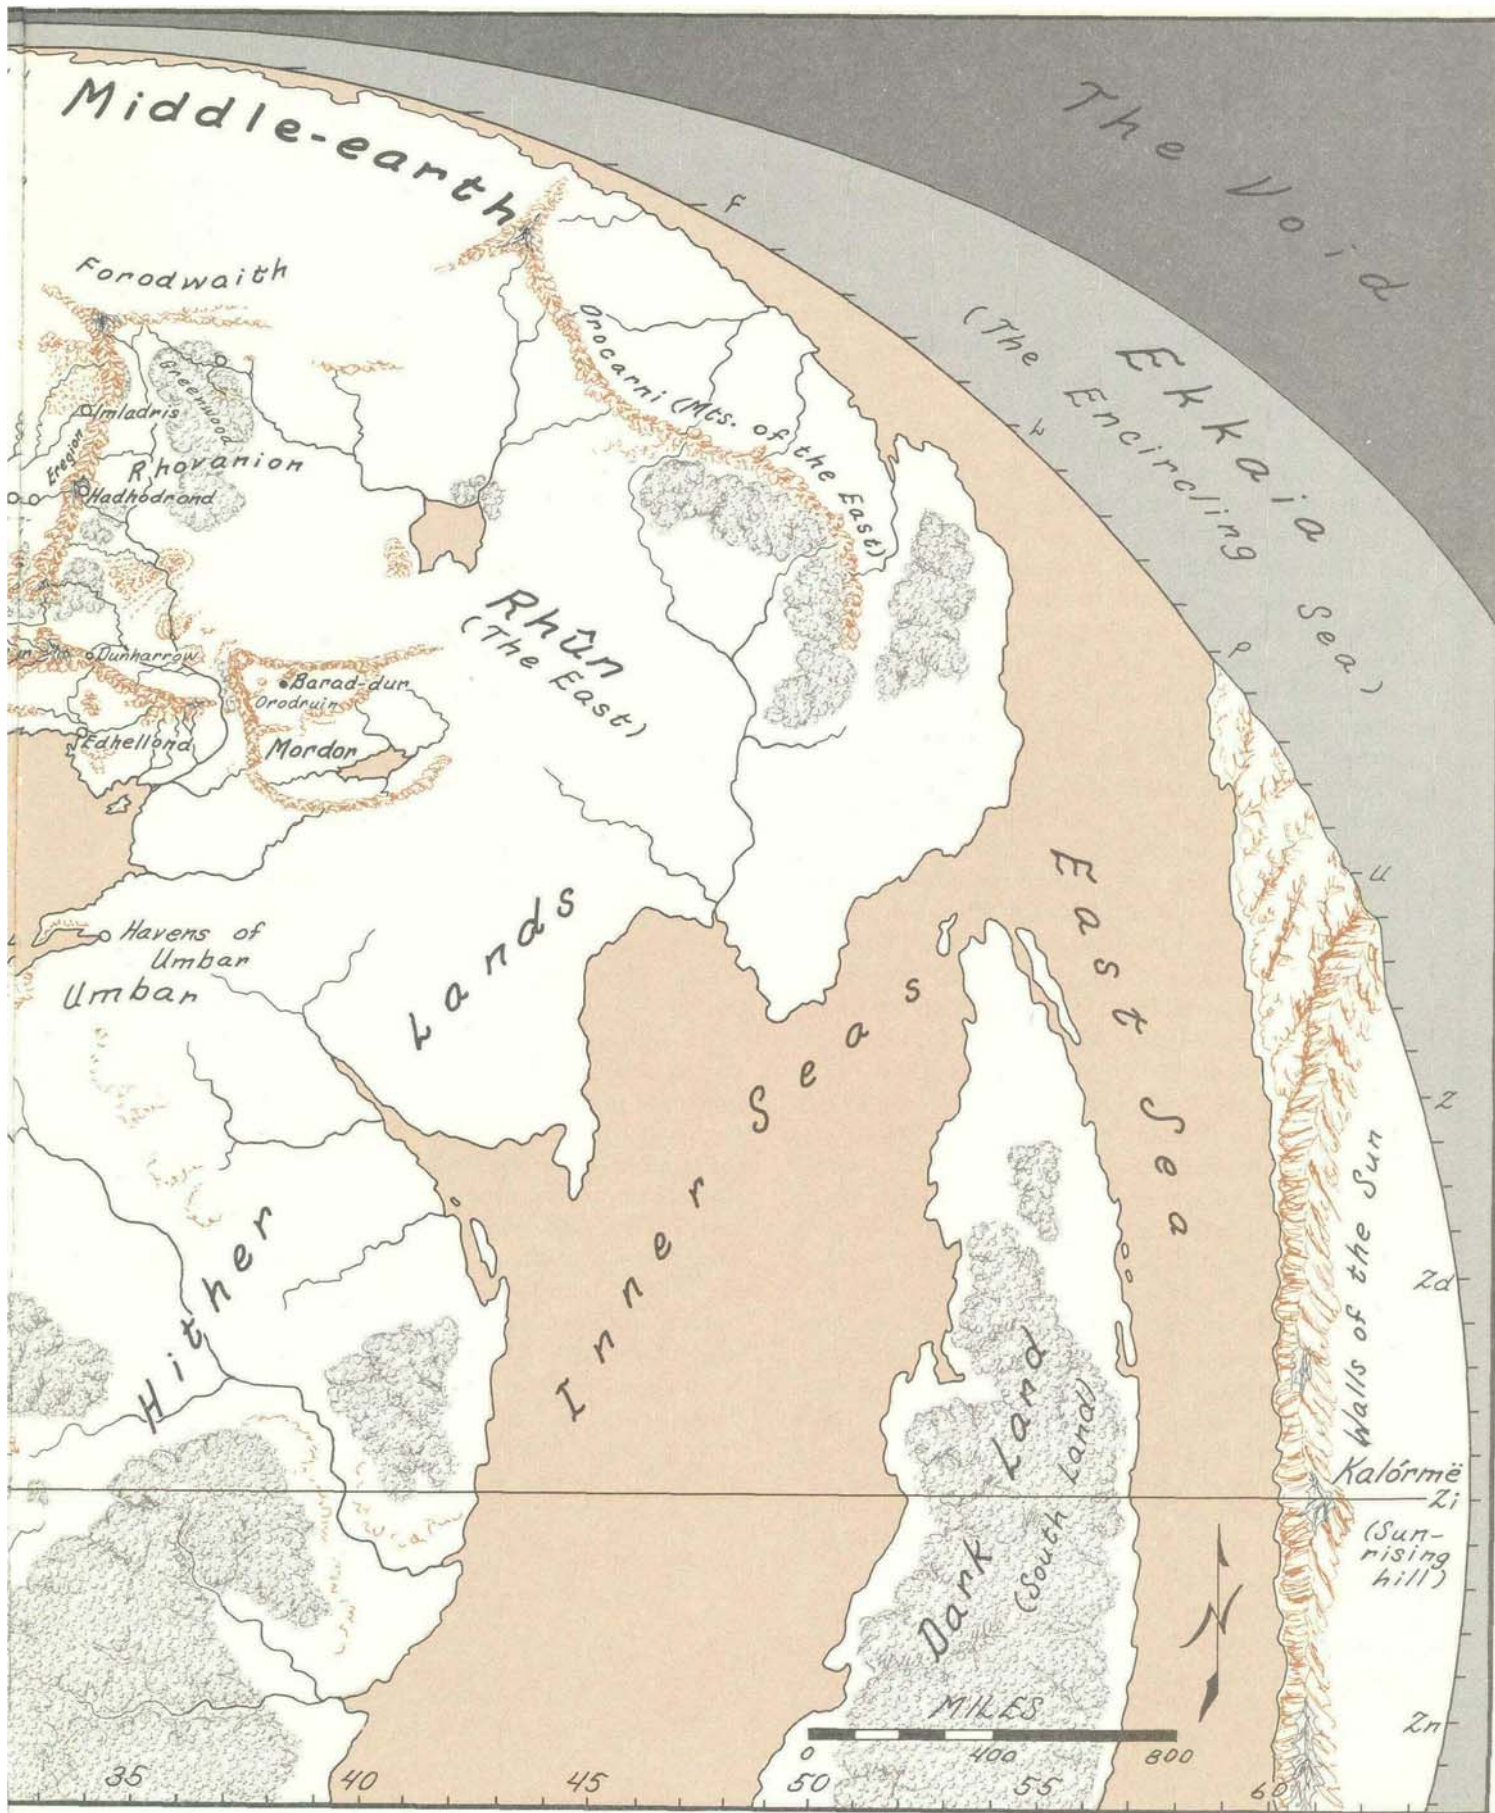 Middle-earth
The Void
F
Forodwaith
Ekkaia
(The Encircling Sea)
Orocarni (Mts. of the East)
Greenwood
Imladris
Eregion
L
Rhovanion
Hadhodrond
Rhûn
(The East)
Dunharrow
Q
Barad-dur
Orodruin
Edhellond
Mordor
East Sea
U
Hither Lands
Havens of
Umbar
Umbar
Inner Seas
Z
Walls of the Sun
Zd
Dark Land
(South Land)
Kalórmë
Zi
(Sun-
rising
hill)
MILES
0 400 800
Zn
35 40 45 50 55 60